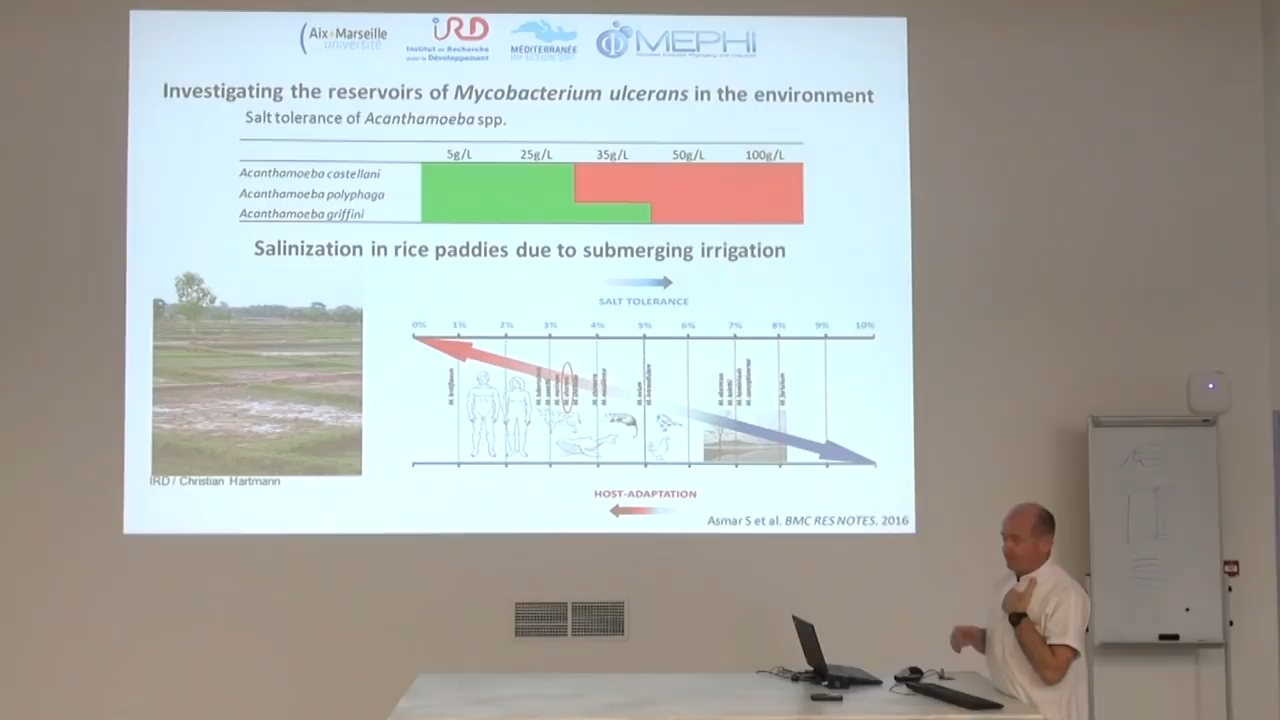 Aix*Marseille
université
iRD
Institut de Recherche
pour le Développement
MÉDITERRANÉE
INFECTION
MEPHI
Investigating the reservoirs of Mycobacterium ulcerans in the environment
Salt tolerance of Acanthamoeba spp.
5g/L 25g/L 35g/L 50g/L 100g/L
Acanthamoeba castellani
Acanthamoeba polyphaga
Acanthamoeba griffini
Salinization in rice paddies due to submerging irrigation
SALT TOLERANCE
0% 1% 2% 3% 4% 5% 6% 7% 8% 9% 10%
HOST-ADAPTATION
IRD / Christian Hartmann
Asmar S et al. BMC RES NOTES. 2016